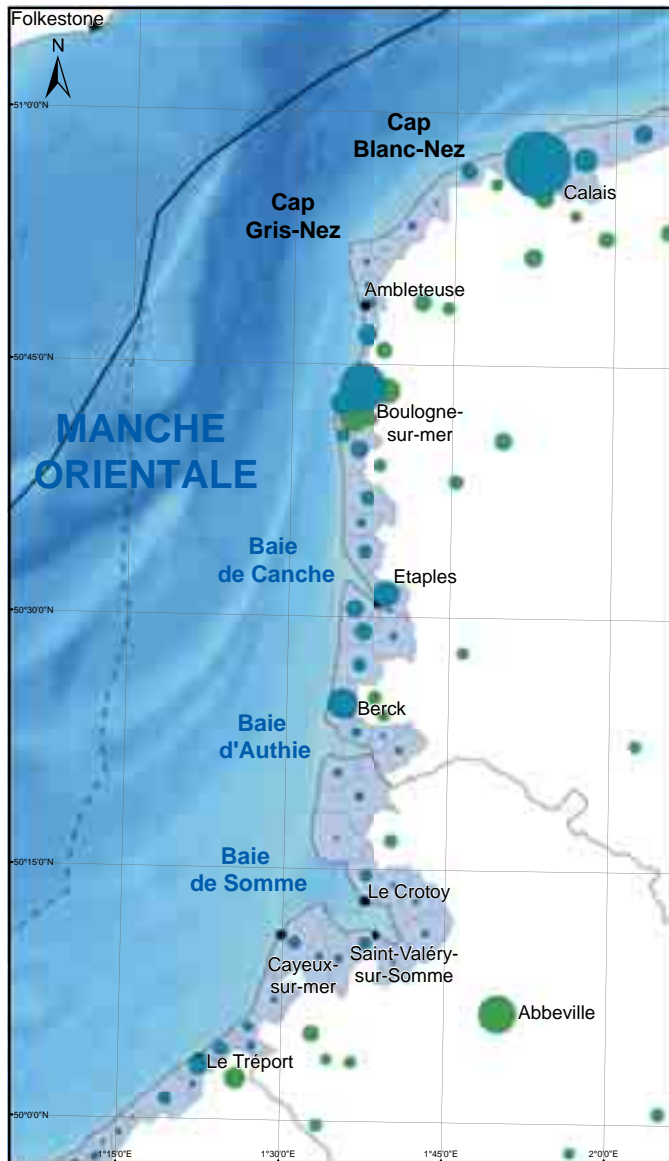 Folkestone
N
51°0'0"N
Cap
Blanc-Nez
Calais
Cap
Gris-Nez
Ambleteuse
50°45'0"N
Boulogne-
sur-mer
MANCHE
ORIENTALE
Baie
de Canche
Etaples
50°30'0"N
Berck
Baie
d'Authie
50°15'0"N
Baie
de Somme
Le Crotoy
Cayeux-
sur-mer
Saint-Valéry-
sur-Somme
Abbeville
Le Tréport
50°0'0"N
1°15'0"E
1°30'0"E
1°45'0"E
2°0'0"E